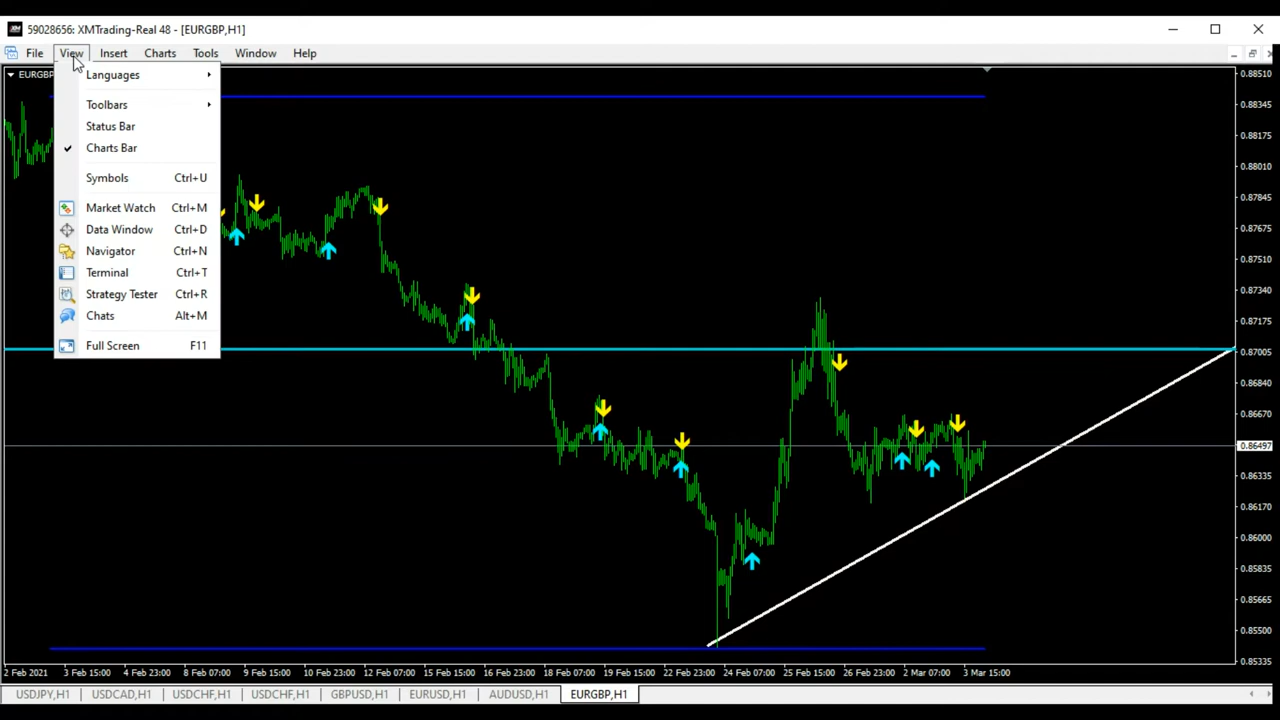 59028656: XMTrading-Real 48 - [EURGBP,H1]
File View Insert Charts Tools Window Help
EURGBP
Languages
Toolbars
Status Bar
Charts Bar
Symbols Ctrl+U
Market Watch Ctrl+M
Data Window Ctrl+D
Navigator Ctrl+N
Terminal Ctrl+T
Strategy Tester Ctrl+R
Chats Alt+M
Full Screen F11
0.88510
0.88345
0.88175
0.88010
0.87845
0.87675
0.87510
0.87340
0.87175
0.87005
0.86840
0.86670
0.86497
0.86335
0.86170
0.86000
0.85835
0.85665
0.85500
0.85335
2 Feb 2021 3 Feb 15:00 4 Feb 23:00 8 Feb 07:00 9 Feb 15:00 10 Feb 23:00 12 Feb 07:00 15 Feb 15:00 16 Feb 23:00 18 Feb 07:00 19 Feb 15:00 22 Feb 23:00 24 Feb 07:00 25 Feb 15:00 26 Feb 23:00 2 Mar 07:00 3 Mar 15:00
USDJPY,H1 USDCAD,H1 USDCHF,H1 USDCHF,H1 GBPUSD,H1 EURUSD,H1 AUDUSD,H1 EURGBP,H1